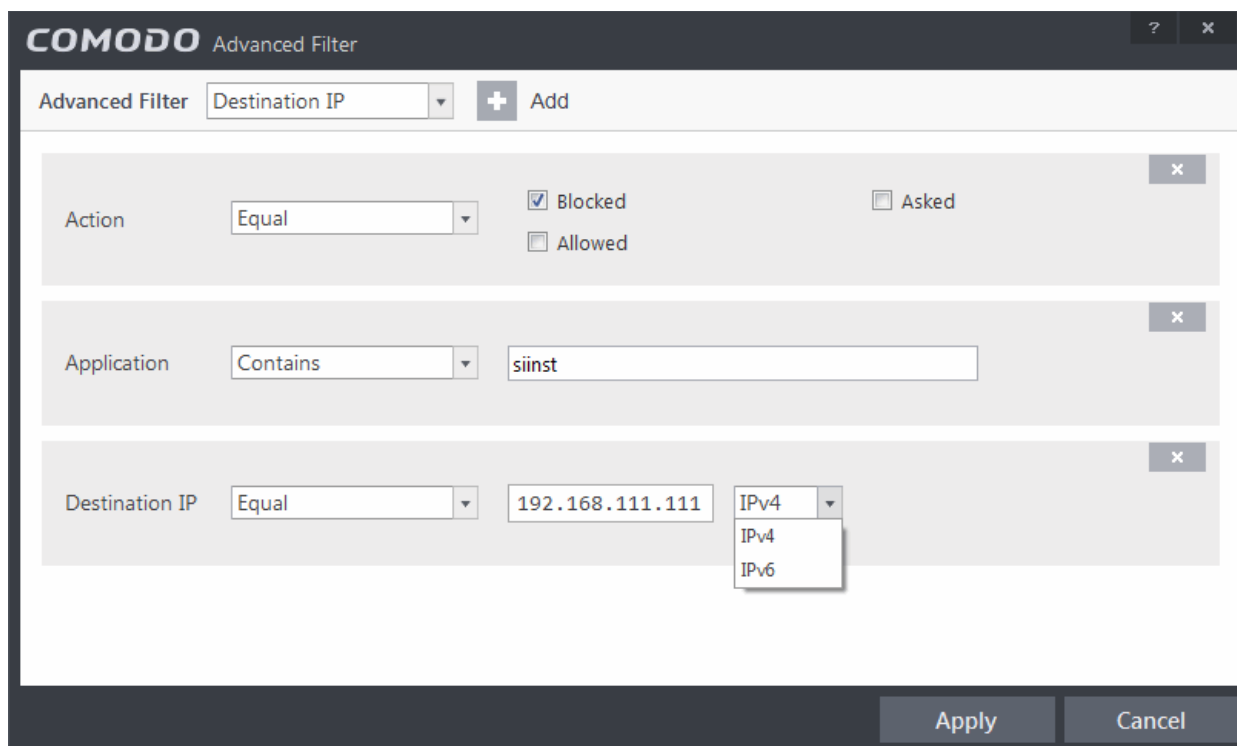 COMODO Advanced Filter ? x
Advanced Filter Destination IP + Add
x
Action Equal Blocked Asked
Allowed
x
Application Contains siinst
x
Destination IP Equal 192.168.111.111 IPv4
IPv4
IPv6
Apply Cancel